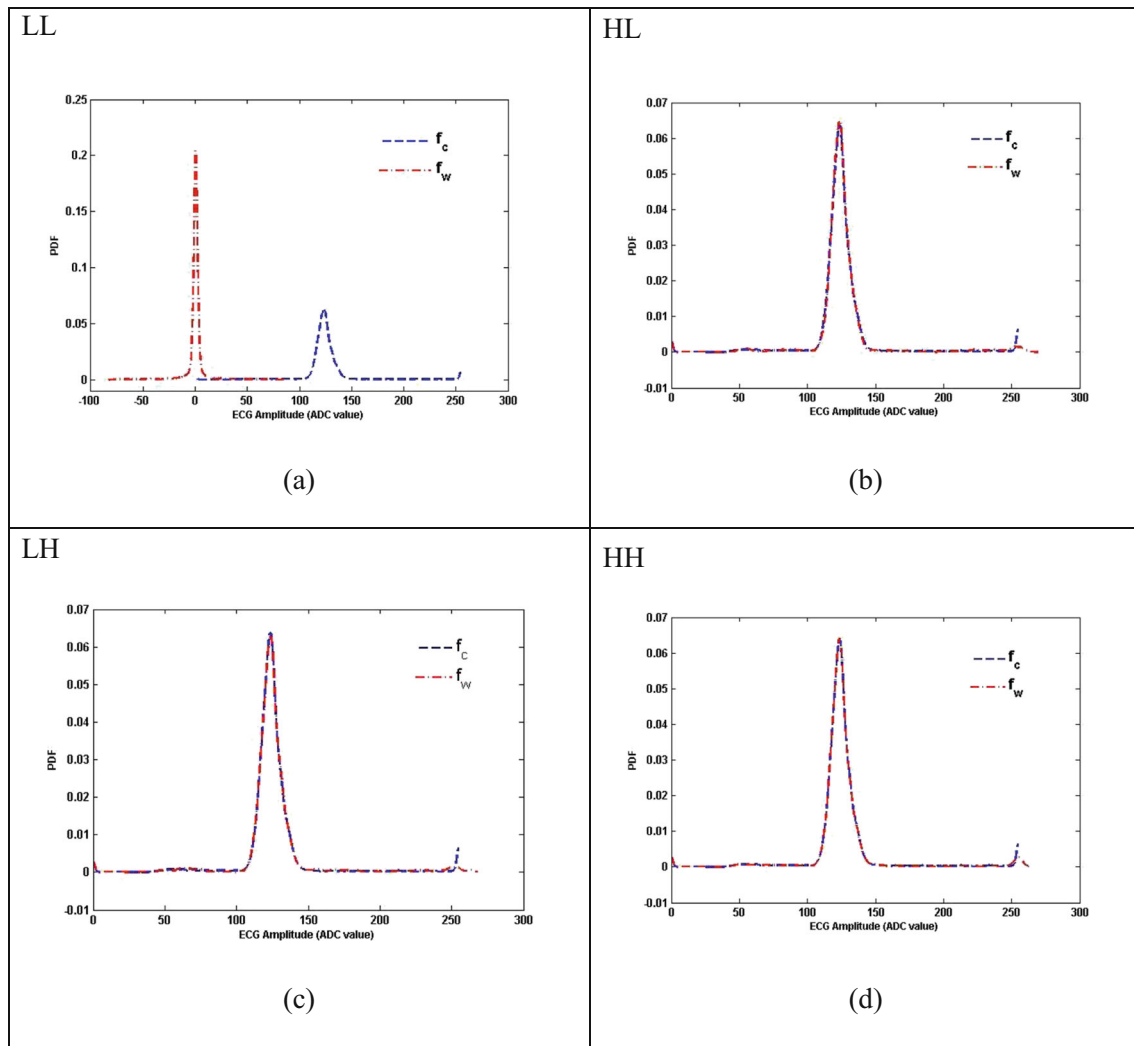 LL
0.25
0.2
0.15
0.1
0.05
0
-100 -50 0 50 100 150 200 250 300
PDF
ECG Amplitude (ADC value)
f_c
f_w
(a)
HL
0.07
0.06
0.05
0.04
0.03
0.02
0.01
0
-0.01
0 50 100 150 200 250 300
PDF
ECG Amplitude (ADC value)
f_c
f_w
(b)
LH
0.07
0.06
0.05
0.04
0.03
0.02
0.01
0
-0.01
0 50 100 150 200 250 300
PDF
ECG Amplitude (ADC value)
f_c
f_w
(c)
HH
0.07
0.06
0.05
0.04
0.03
0.02
0.01
0
-0.01
0 50 100 150 200 250 300
PDF
ECG Amplitude (ADC value)
f_c
f_w
(d)